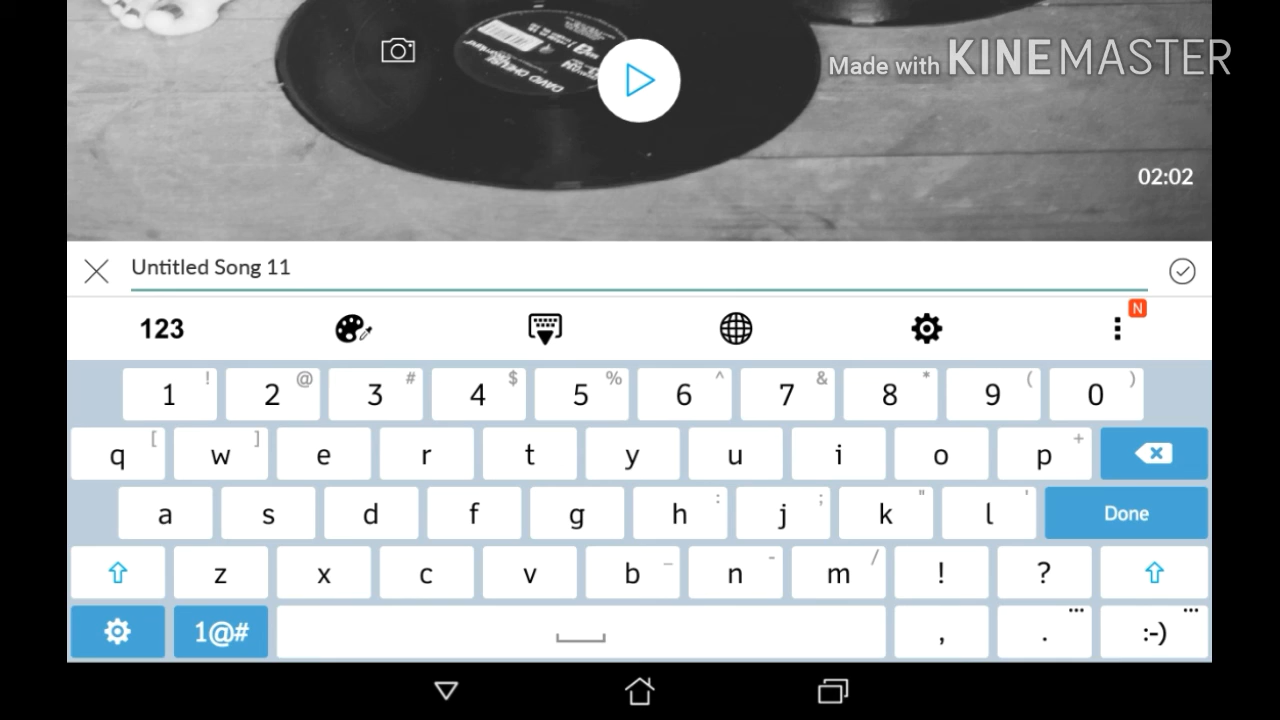 Made with KINEMASTER
DAVID
02:02
Untitled Song 11
N
123
! @ # $ % ^ & * ( )
1 2 3 4 5 6 7 8 9 0
[ ] +
q w e r t y u i o p
: ; " '
a s d f g h j k l Done
_ - /
z x c v b n m ! ?
1@# , . :-)